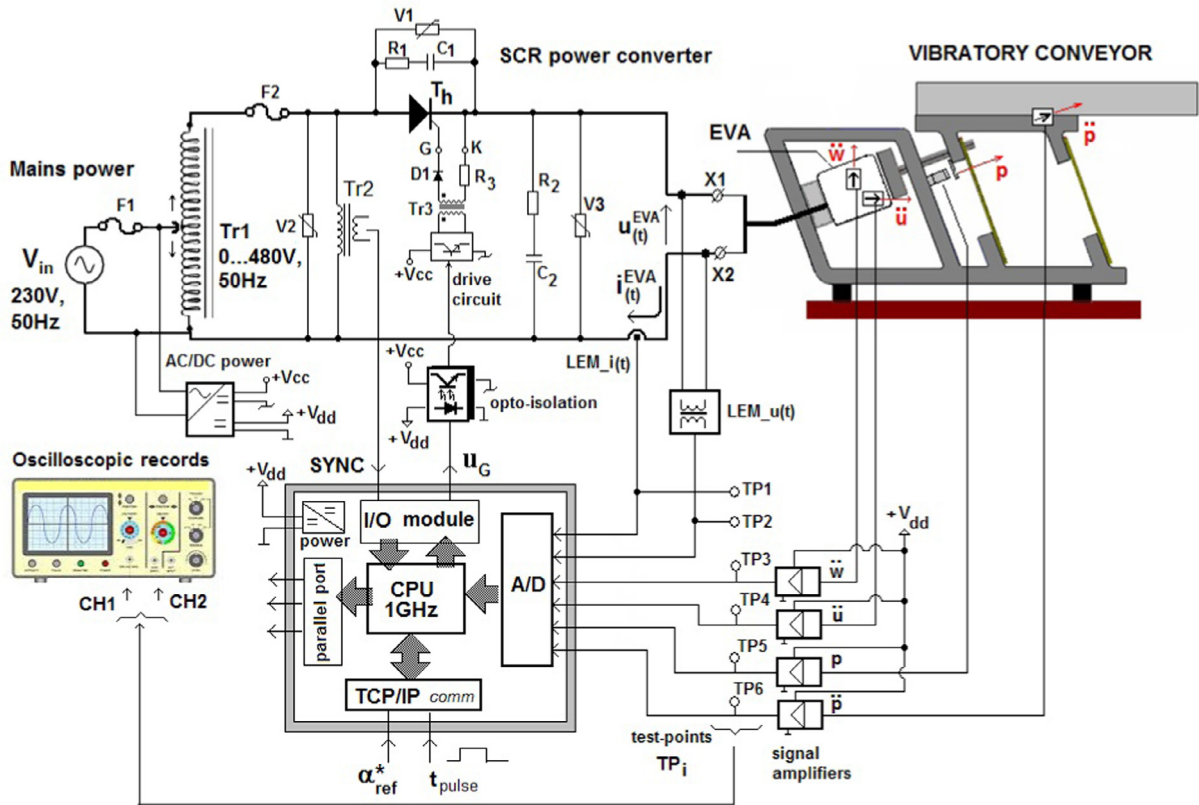 V1
R1
C1
SCR power converter
VIBRATORY CONVEYOR
F2
Th
EVA
ẅ
p̈
p
ü
Mains power
F1
G
K
D1
R3
Tr3
Tr2
V2
R2
V3
X1
Tr1
0...480V,
50Hz
Vin
230V,
50Hz
+Vcc
drive
circuit
C2
u(t)EVA
X2
i(t)EVA
AC/DC power
+Vcc
+Vdd
+Vcc
+Vdd
opto-isolation
LEM_i(t)
LEM_u(t)
Oscilloscopic records
+Vdd
SYNC
uG
TP1
TP2
+Vdd
power
I/O module
parallel port
CPU
1GHz
A/D
TP3
ẅ
TP4
ü
TP5
p
TP6
p̈
CH1
CH2
TCP/IP comm
α*ref
tpulse
test-points
TPi
signal
amplifiers